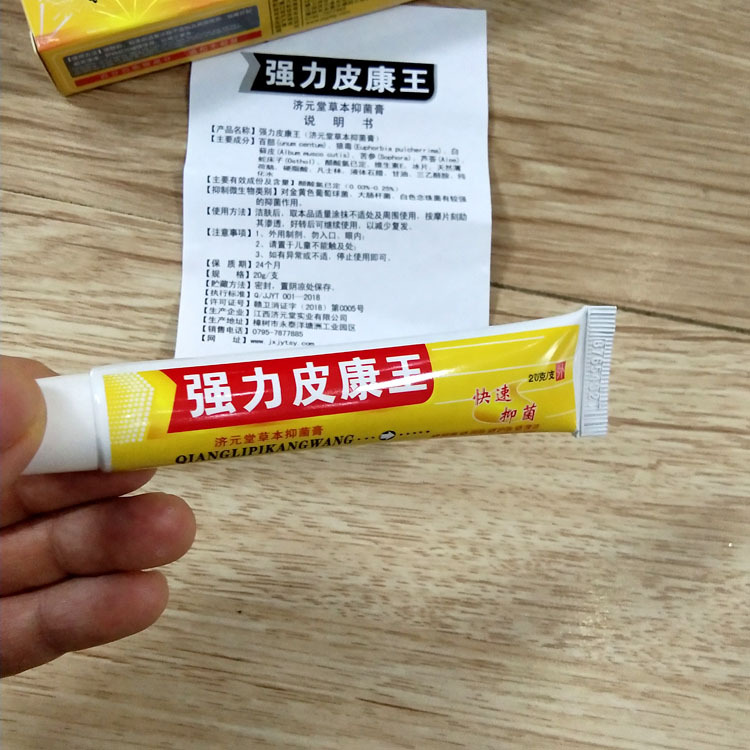 强力皮康王
济元堂草本抑菌膏
说 明 书
【产品名称】强力皮康王(济元堂草本抑菌膏)
【主要成分】百部(unum centum)、狼毒(Euphorbia pulcherrima)、白
藓皮(Album musco cutis)、苦参(Sophora)、芦荟(Aloe)
蛇床子(Osthol)、醋酸氯已定、维生素E、冰片、天然薄
荷脑、硬脂酸、凡士林、液体石腊、甘油、三乙醇胺、纯
化水
【主要有效成份及含量】醋酸氯已定(0.03%-0.25%)
【抑制微生物类别】对金黄色葡萄球菌、大肠杆菌、白色念珠菌有较强
的抑菌作用。
【使用方法】洁肤后,取本品适量涂抹不适处及周围使用,按摩片刻助
其渗透,好转后可继续使用,以减少复发。
【注意事项】1、外用制剂,勿入口、眼内;
2、请置于儿童不能触及处;
3、如有异常或不适,停止使用即可。
【保 质 期】24个月
【规 格】20g/支
【贮藏方法】密封,置阴凉处保存。
【执行标准】Q/JJYT 001-2018
【许可证号】赣卫消证字(2018)第0005号
【生产企业】江西济元堂实业有限公司
【生产地址】樟树市永泰洋塘洲工业园区
【销售电话】0795-7877885
【网 址】www.jxjytsy.com
强力皮康王
20克/支
外
快速
抑菌
济元堂草本抑菌膏
QIANGLIPIKANGWANG